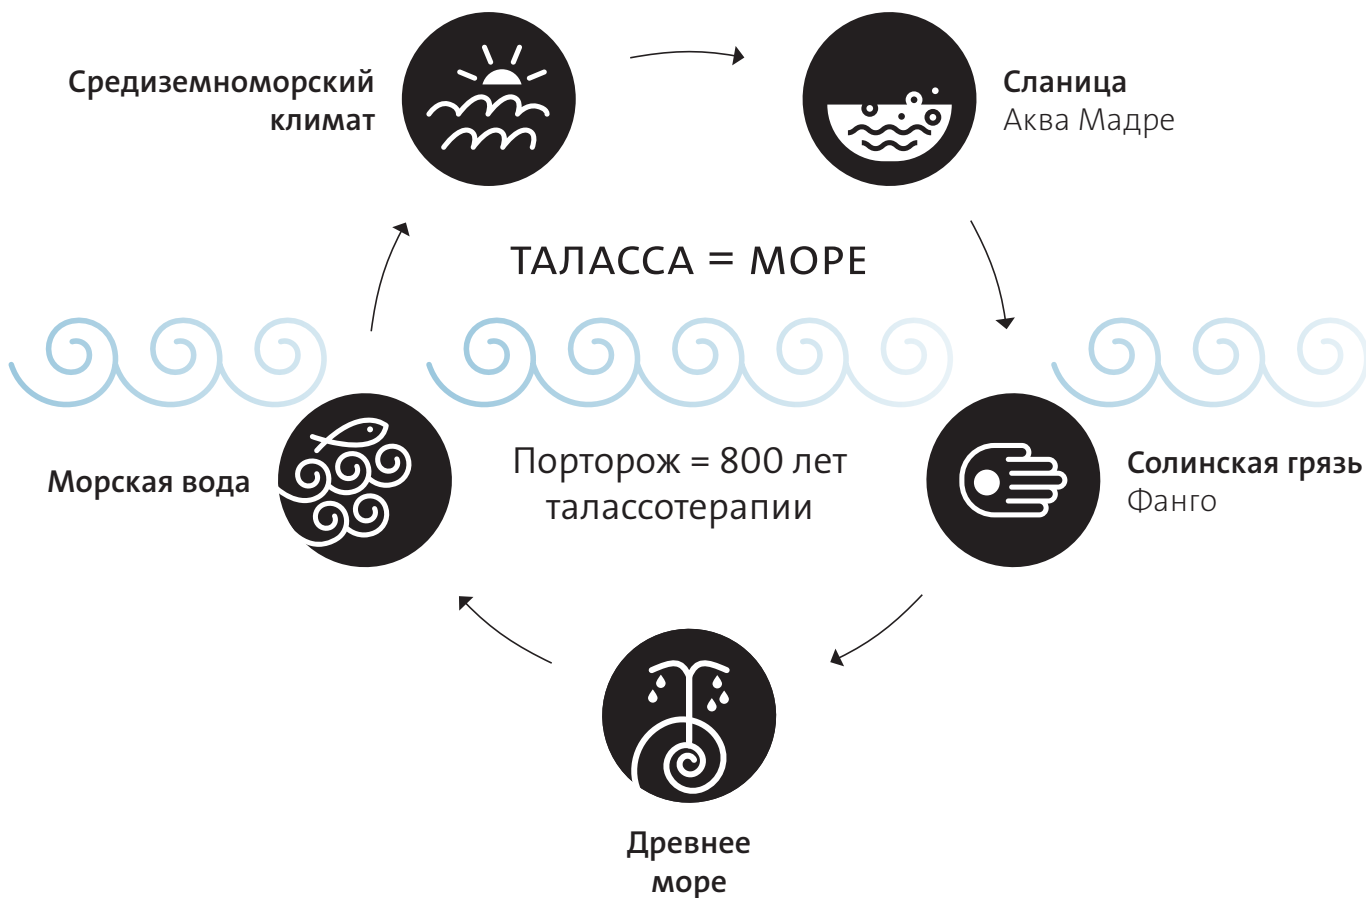 Средиземноморский
климат
Сланица
Аква Мадре
ТАЛАССА = МОРЕ
Морская вода
Порторож = 800 лет
талассотерапии
Солинская грязь
Фанго
Древнее
море